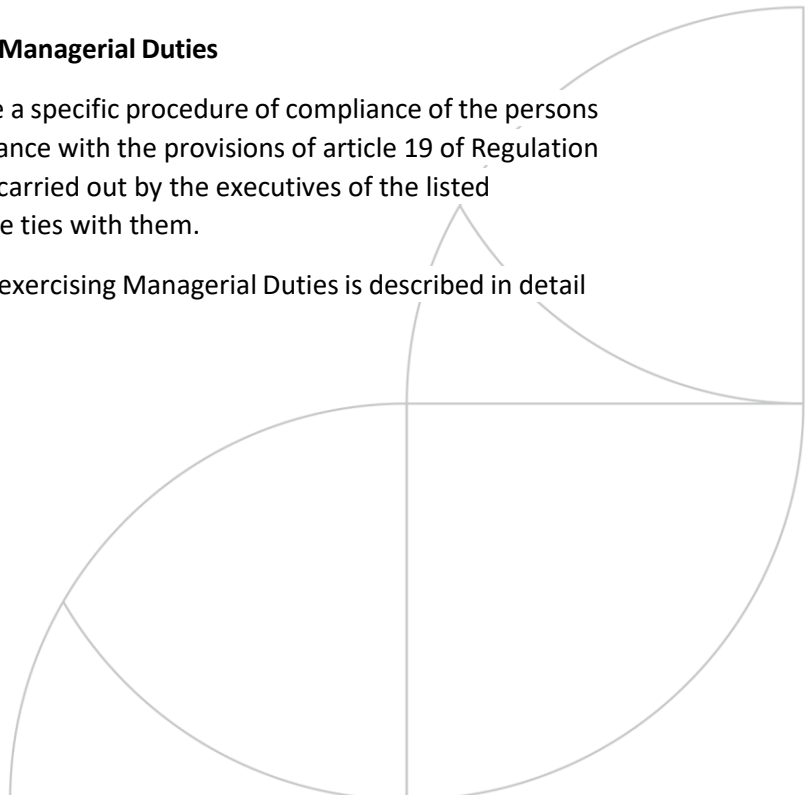 Managerial Duties
e a specific procedure of compliance of the persons
ance with the provisions of article 19 of Regulation
carried out by the executives of the listed
e ties with them.
exercising Managerial Duties is described in detail